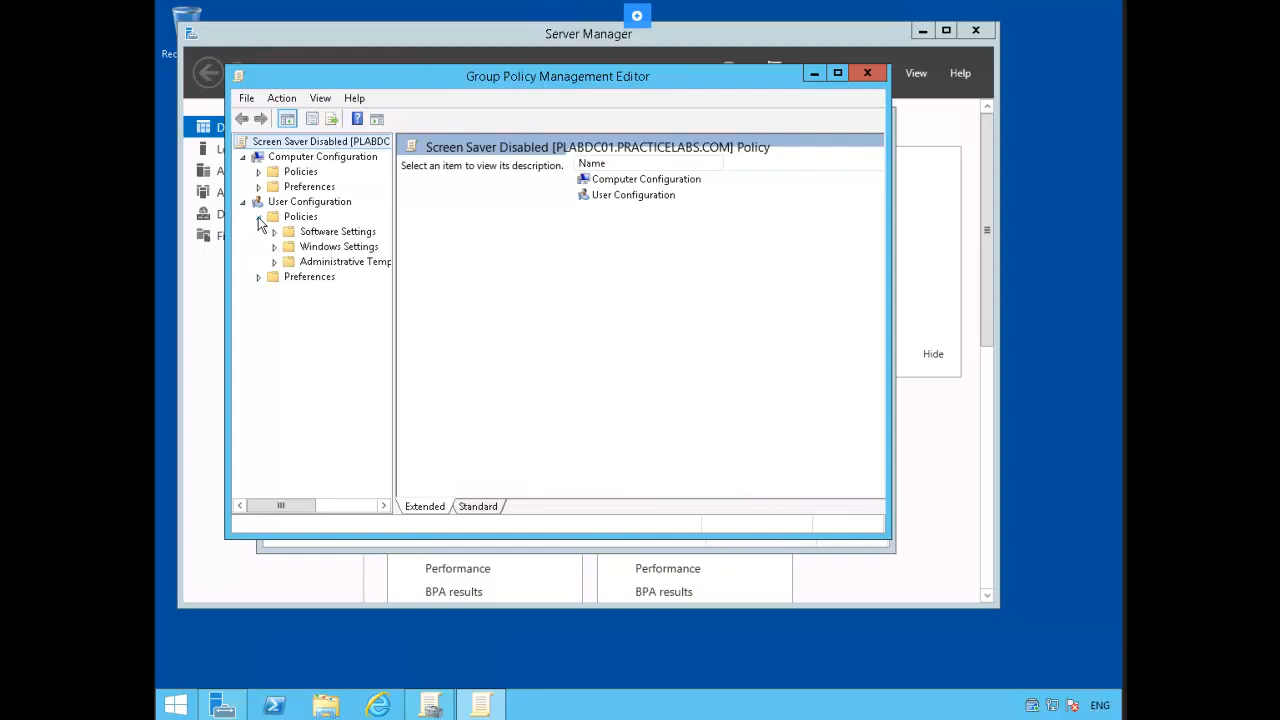 Rec
Server Manager
View
Help
Group Policy Management Editor
File
Action
View
Help
Screen Saver Disabled [PLABDC
Computer Configuration
Policies
Preferences
User Configuration
Policies
Software Settings
Windows Settings
Administrative Temp
Preferences
Screen Saver Disabled [PLABDC01.PRACTICELABS.COM] Policy
Select an item to view its description.
Name
Computer Configuration
User Configuration
D
L
A
A
D
Fi
Hide
Extended
Standard
Performance
Performance
BPA results
BPA results
ENG